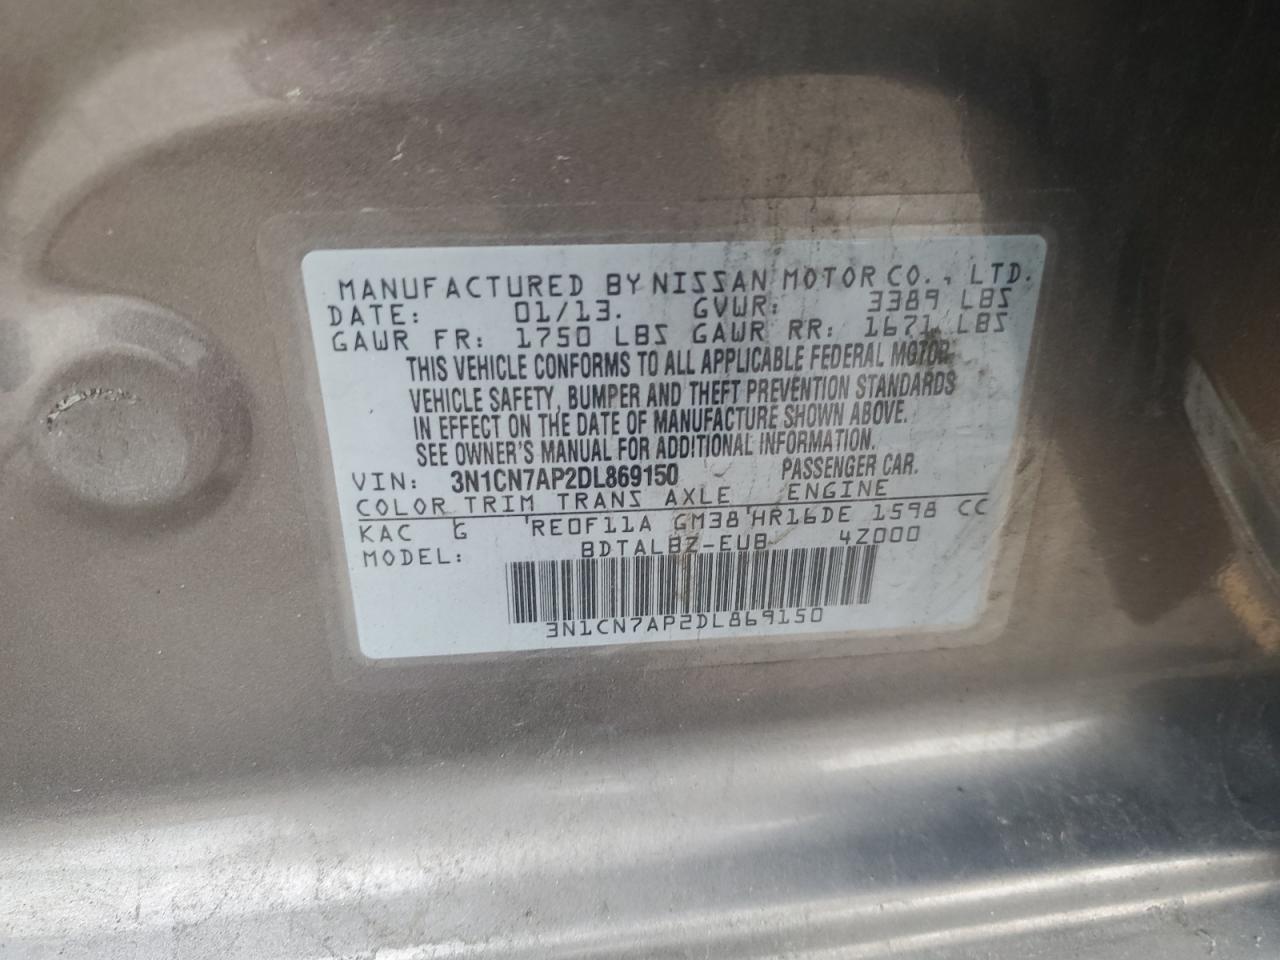 MANUFACTURED BY NISSAN MOTOR CO., LTD.
DATE: 01/13. GVWR: 3389 LBS
GAWR FR: 1750 LBS GAWR RR: 1671 LBS
THIS VEHICLE CONFORMS TO ALL APPLICABLE FEDERAL MOTOR
VEHICLE SAFETY, BUMPER AND THEFT PREVENTION STANDARDS
IN EFFECT ON THE DATE OF MANUFACTURE SHOWN ABOVE.
SEE OWNER'S MANUAL FOR ADDITIONAL INFORMATION.
VIN: 3N1CN7AP2DL869150 PASSENGER CAR.
COLOR TRIM TRANS AXLE ENGINE
KAC G RE0F11A GM38 HR16DE 1598 CC
MODEL: BDTALBZ-EUB 4Z000
3N1CN7AP2DL869150